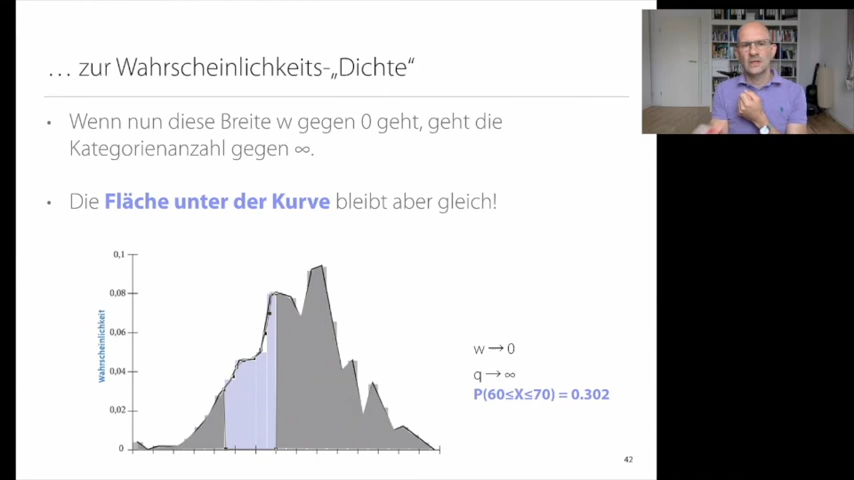 … zur Wahrscheinlichkeits-„Dichte“
• Wenn nun diese Breite w gegen 0 geht, geht die
Kategorienanzahl gegen ∞.
• Die Fläche unter der Kurve bleibt aber gleich!
0,1
0,08
0,06
0,04
0,02
0
Wahrscheinlichkeit
w → 0
q → ∞
P(60≤X≤70) = 0.302
42